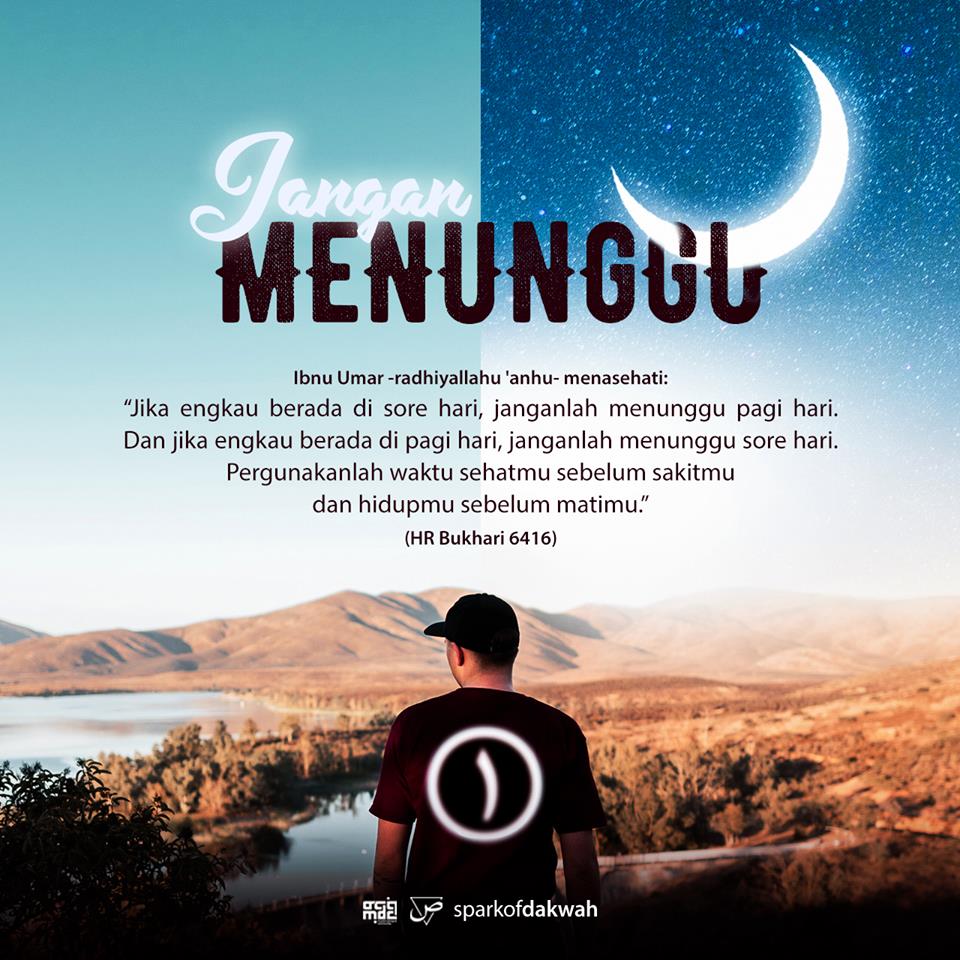 Jangan
MENUNGGU
Ibnu Umar -radhiyallahu 'anhu- menasehati:
“Jika engkau berada di sore hari, janganlah menunggu pagi hari.
Dan jika engkau berada di pagi hari, janganlah menunggu sore hari.
Pergunakanlah waktu sehatmu sebelum sakitmu
dan hidupmu sebelum matimu.”
(HR Bukhari 6416)
١
sparkofdakwah